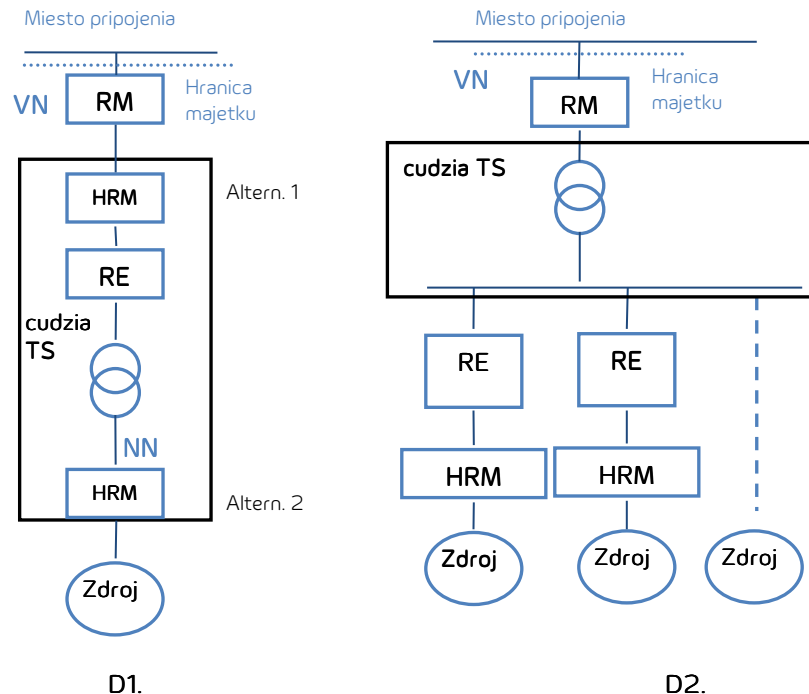 Miesto pripojenia
VN
RM
Hranica
majetku
HRM
Altern. 1
RE
cudzia
TS
NN
HRM
Altern. 2
Zdroj
D1.
Miesto pripojenia
VN
Hranica
majetku
RM
cudzia TS
RE
RE
HRM
HRM
Zdroj
Zdroj
Zdroj
D2.